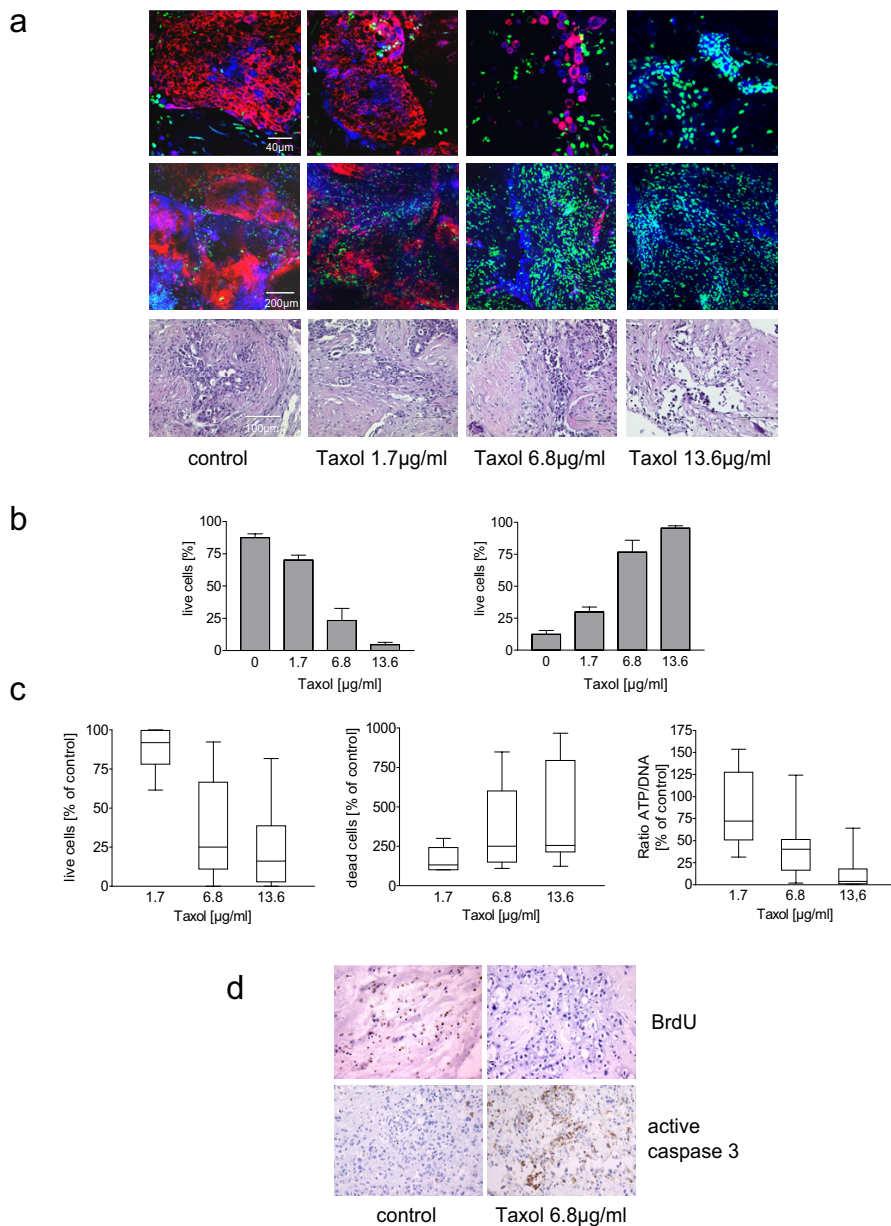 a
40µm
200µm
100µm
control Taxol 1.7µg/ml Taxol 6.8µg/ml Taxol 13.6µg/ml
b
live cells [%]
100
75
50
25
0
0 1.7 6.8 13.6
Taxol [µg/ml]
live cells [%]
100
75
50
25
0
0 1.7 6.8 13.6
Taxol [µg/ml]
c
live cells [% of control]
100
75
50
25
0
1.7 6.8 13.6
Taxol [µg/ml]
dead cells [% of control]
1000
750
500
250
0
1.7 6.8 13.6
Taxol [µg/ml]
Ratio ATP/DNA
[% of control]
175
150
125
100
75
50
25
0
1.7 6.8 13,6
Taxol [µg/ml]
d
BrdU
active
caspase 3
control Taxol 6.8µg/ml